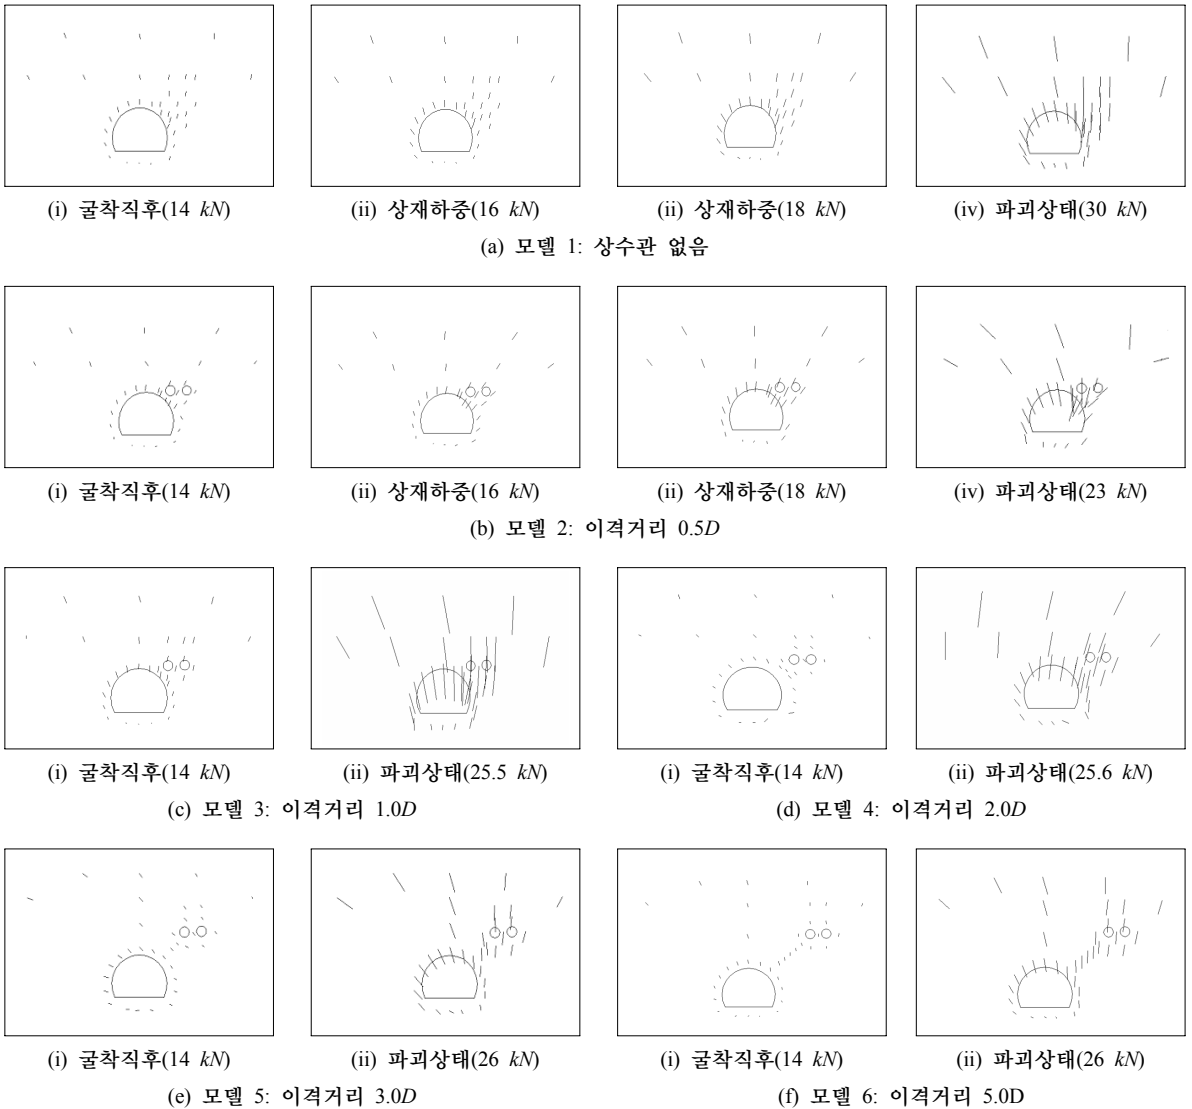 (i) 굴착직후(14 kN) (ii) 상재하중(16 kN) (ii) 상재하중(18 kN) (iv) 파괴상태(30 kN)
(a) 모델 1: 상수관 없음
(i) 굴착직후(14 kN) (ii) 상재하중(16 kN) (ii) 상재하중(18 kN) (iv) 파괴상태(23 kN)
(b) 모델 2: 이격거리 0.5D
(i) 굴착직후(14 kN) (ii) 파괴상태(25.5 kN) (i) 굴착직후(14 kN) (ii) 파괴상태(25.6 kN)
(c) 모델 3: 이격거리 1.0D (d) 모델 4: 이격거리 2.0D
(i) 굴착직후(14 kN) (ii) 파괴상태(26 kN) (i) 굴착직후(14 kN) (ii) 파괴상태(26 kN)
(e) 모델 5: 이격거리 3.0D (f) 모델 6: 이격거리 5.0D